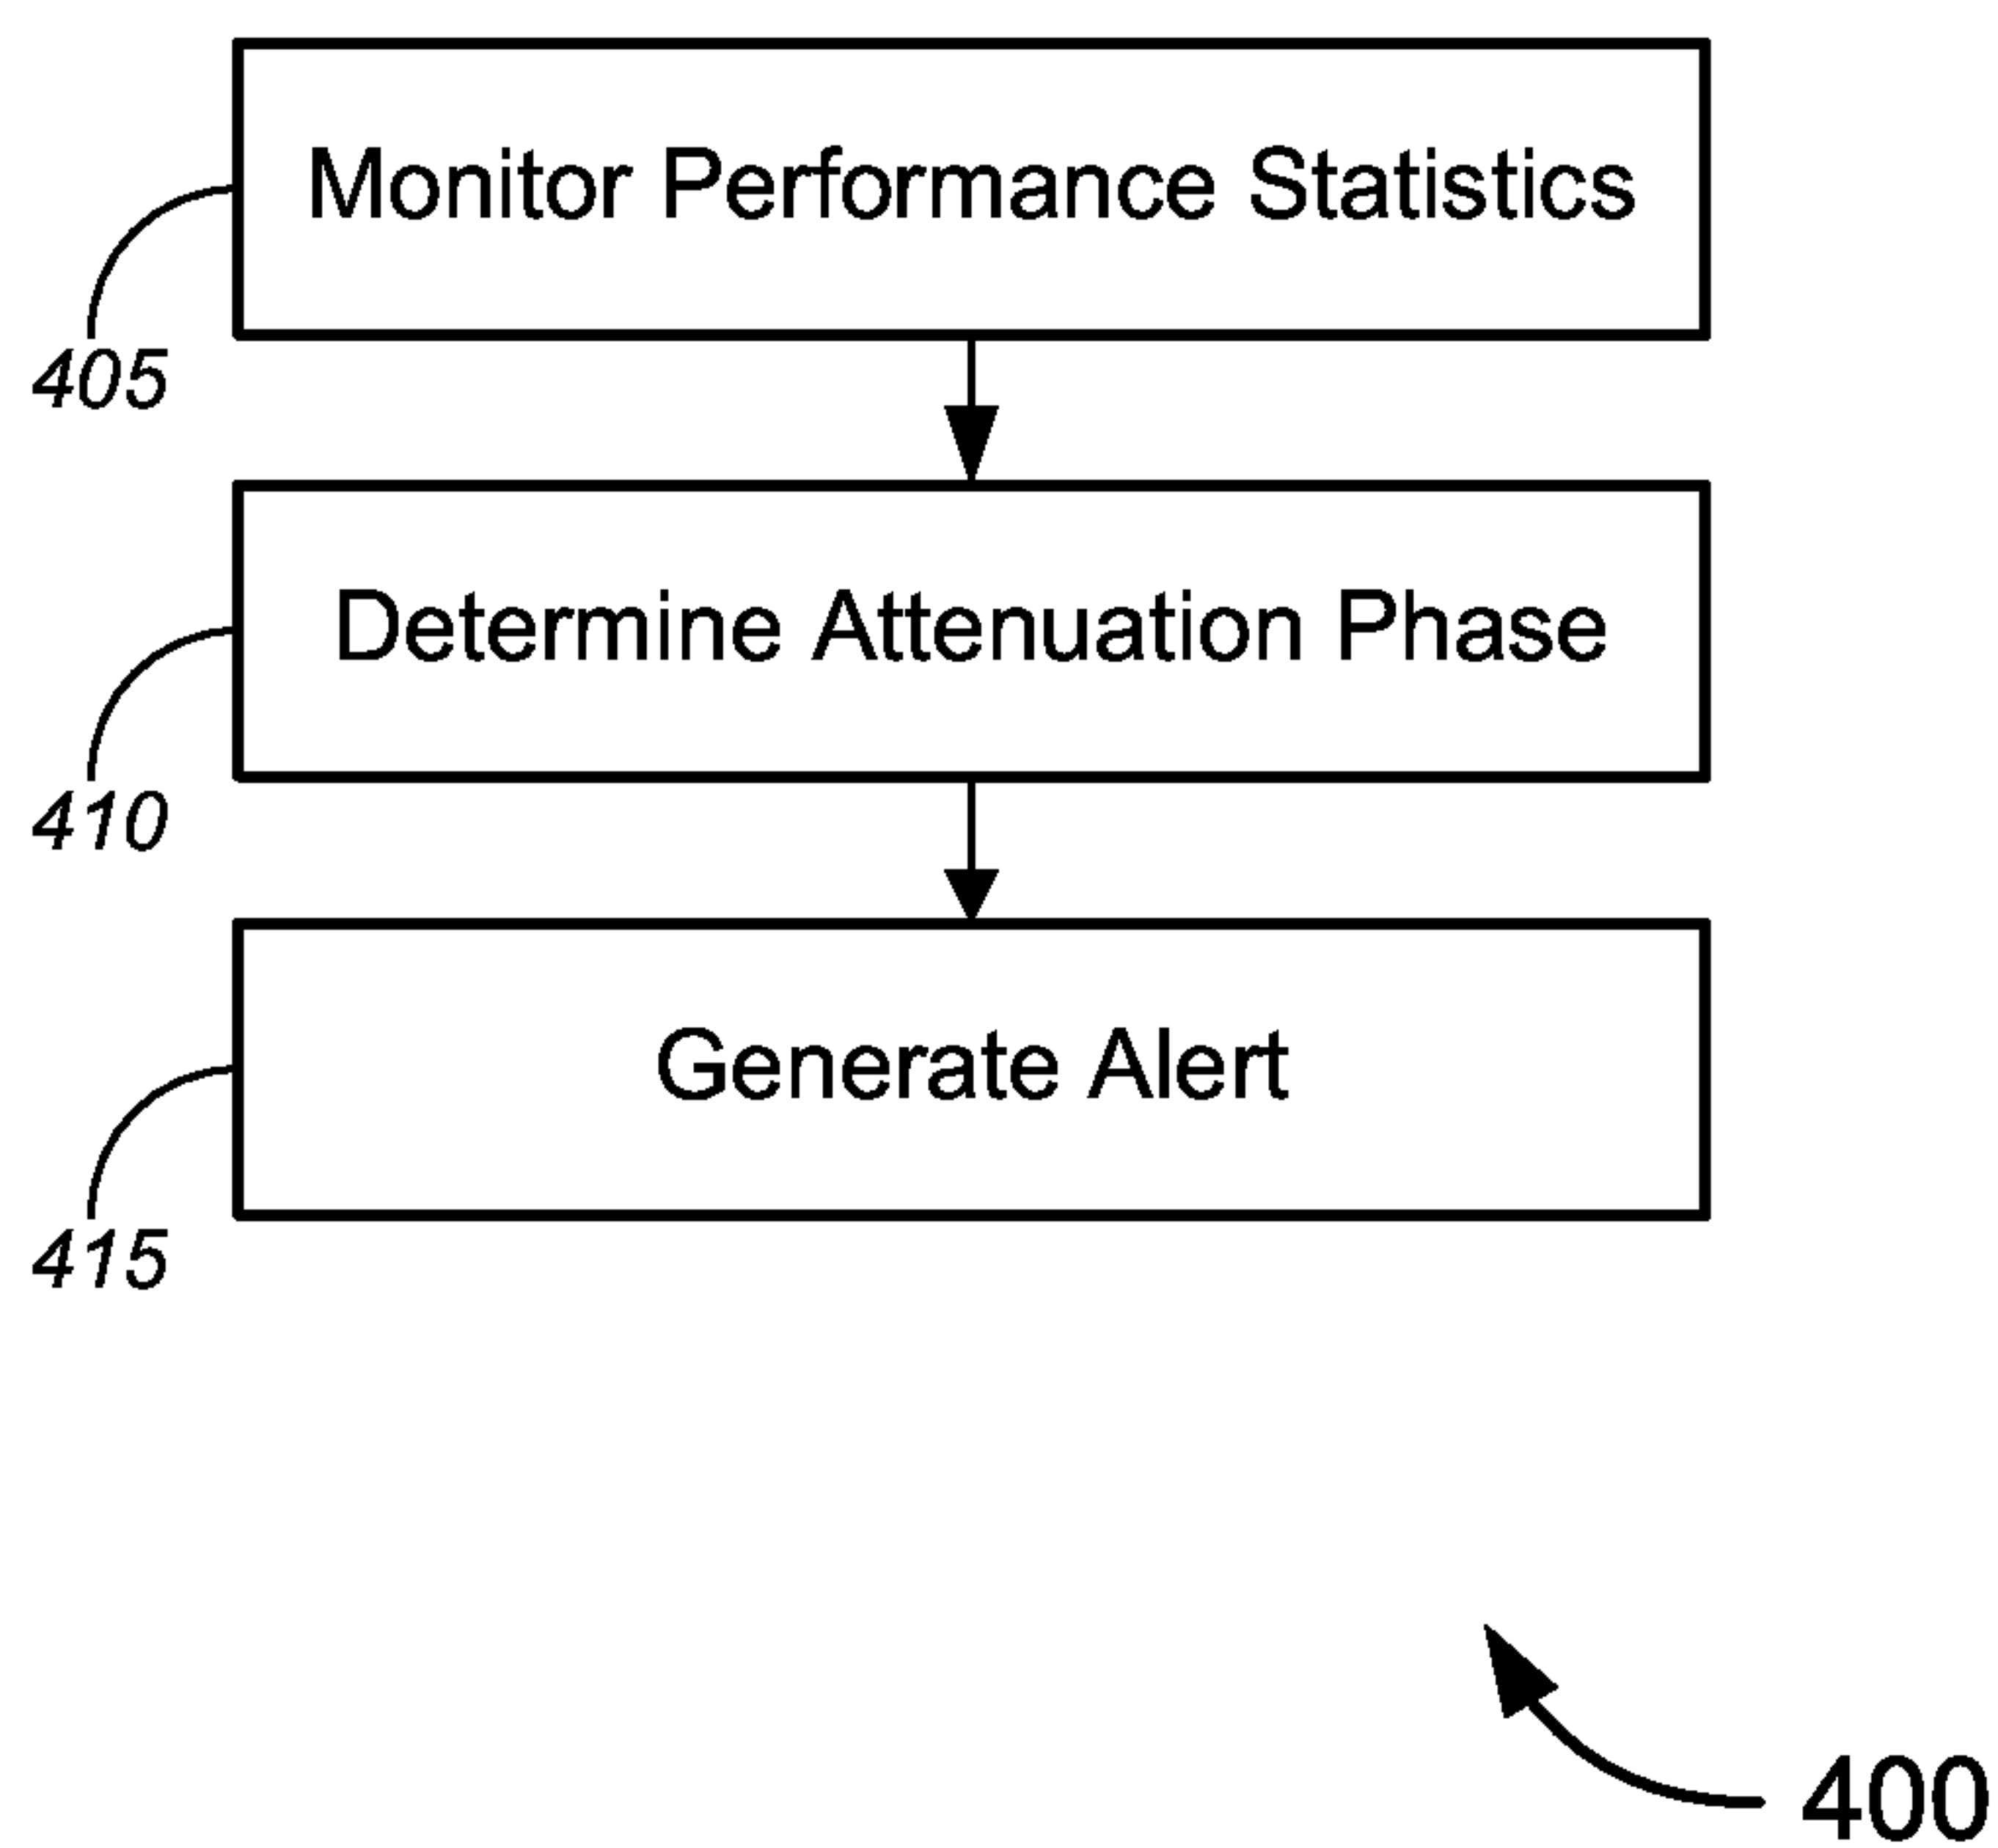 Monitor Performance Statistics
405
Determine Attenuation Phase
410
Generate Alert
415
400